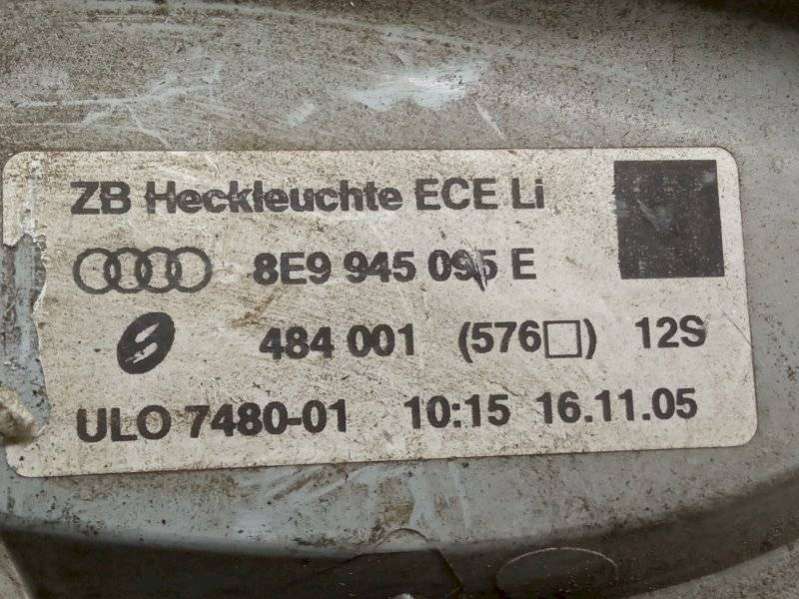 ZB Heckleuchte ECE Li
8E9 945 095 E
484 001 (576□) 12S
ULO 7480-01 10:15 16.11.05